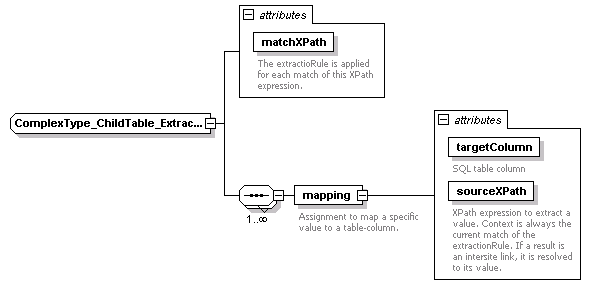 attributes
matchXPath
The extractioRule is applied
for each match of this XPath
expression.
ComplexType_ChildTable_Extrac...
attributes
targetColumn
SQL table column
sourceXPath
XPath expression to extract a
value. Context is always the
current match of the
extractionRule. If a result is
an intersite link, it is resolved
to its value.
mapping
1..∞
Assignment to map a specific
value to a table-column.